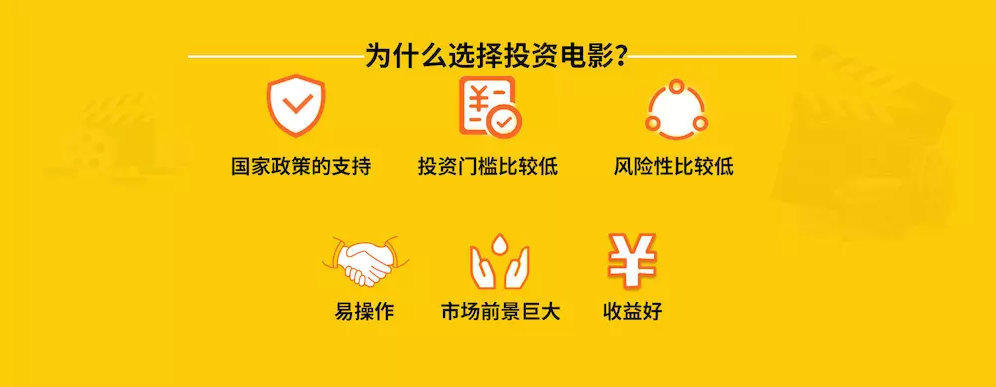 为什么选择投资电影？
国家政策的支持
投资门槛比较低
风险性比较低
易操作
市场前景巨大
收益好